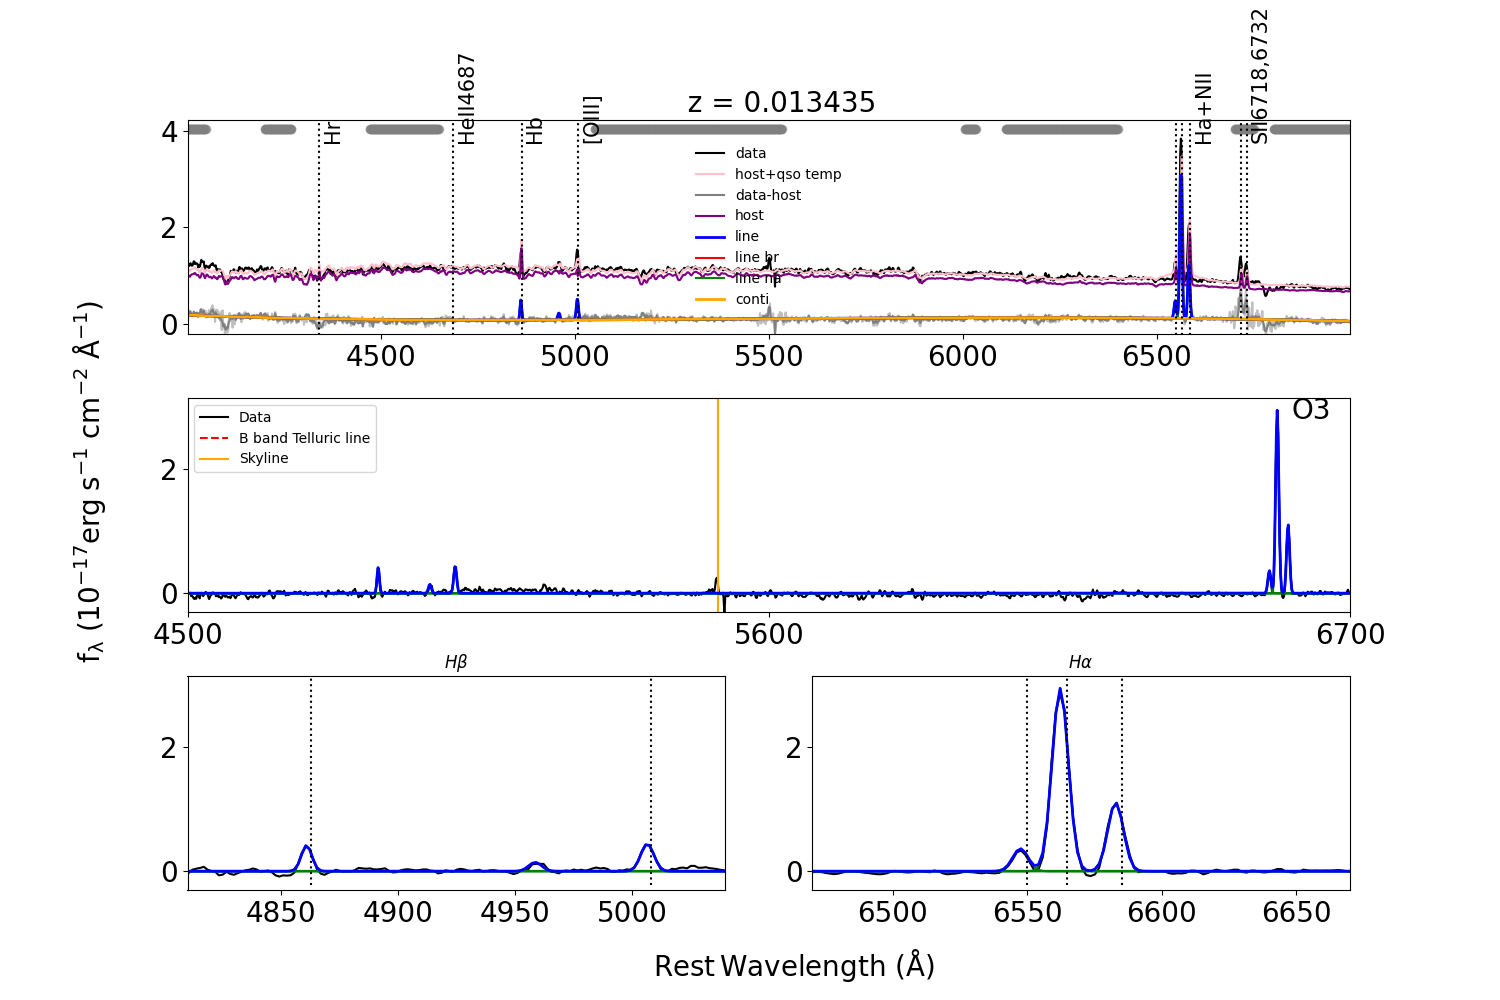 z = 0.013435
Hr
HeII4687
Hb
[OIII]
Ha+NII
SII6718,6732
data
host+qso temp
data-host
host
line
line br
line na
conti
4
2
0
4500
5000
5500
6000
6500
fλ (10⁻¹⁷erg s⁻¹ cm⁻² Å⁻¹)
Data
B band Telluric line
Skyline
O3
2
0
4500
5600
6700
Hβ
2
0
4850
4900
4950
5000
Hα
2
0
6500
6550
6600
6650
Rest Wavelength (Å)